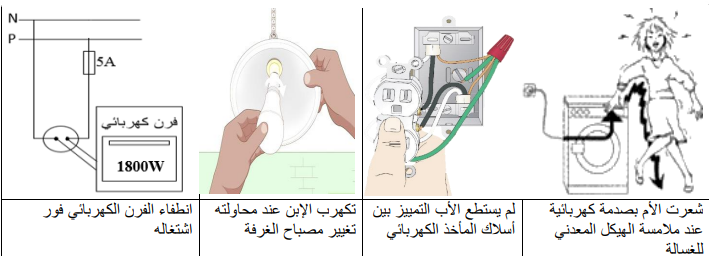 N
P
5A
فرن كهربائي
1800W
شعرت الأم بصدمة كهربائية
عند ملامسة الهيكل المعدني
للغسالة
لم يستطع الأب التمييز بين
أسلاك المأخذ الكهربائي
تكهرب الإبن عند محاولته
تغيير مصباح الغرفة
انطفاء الفرن الكهربائي فور
اشتغاله